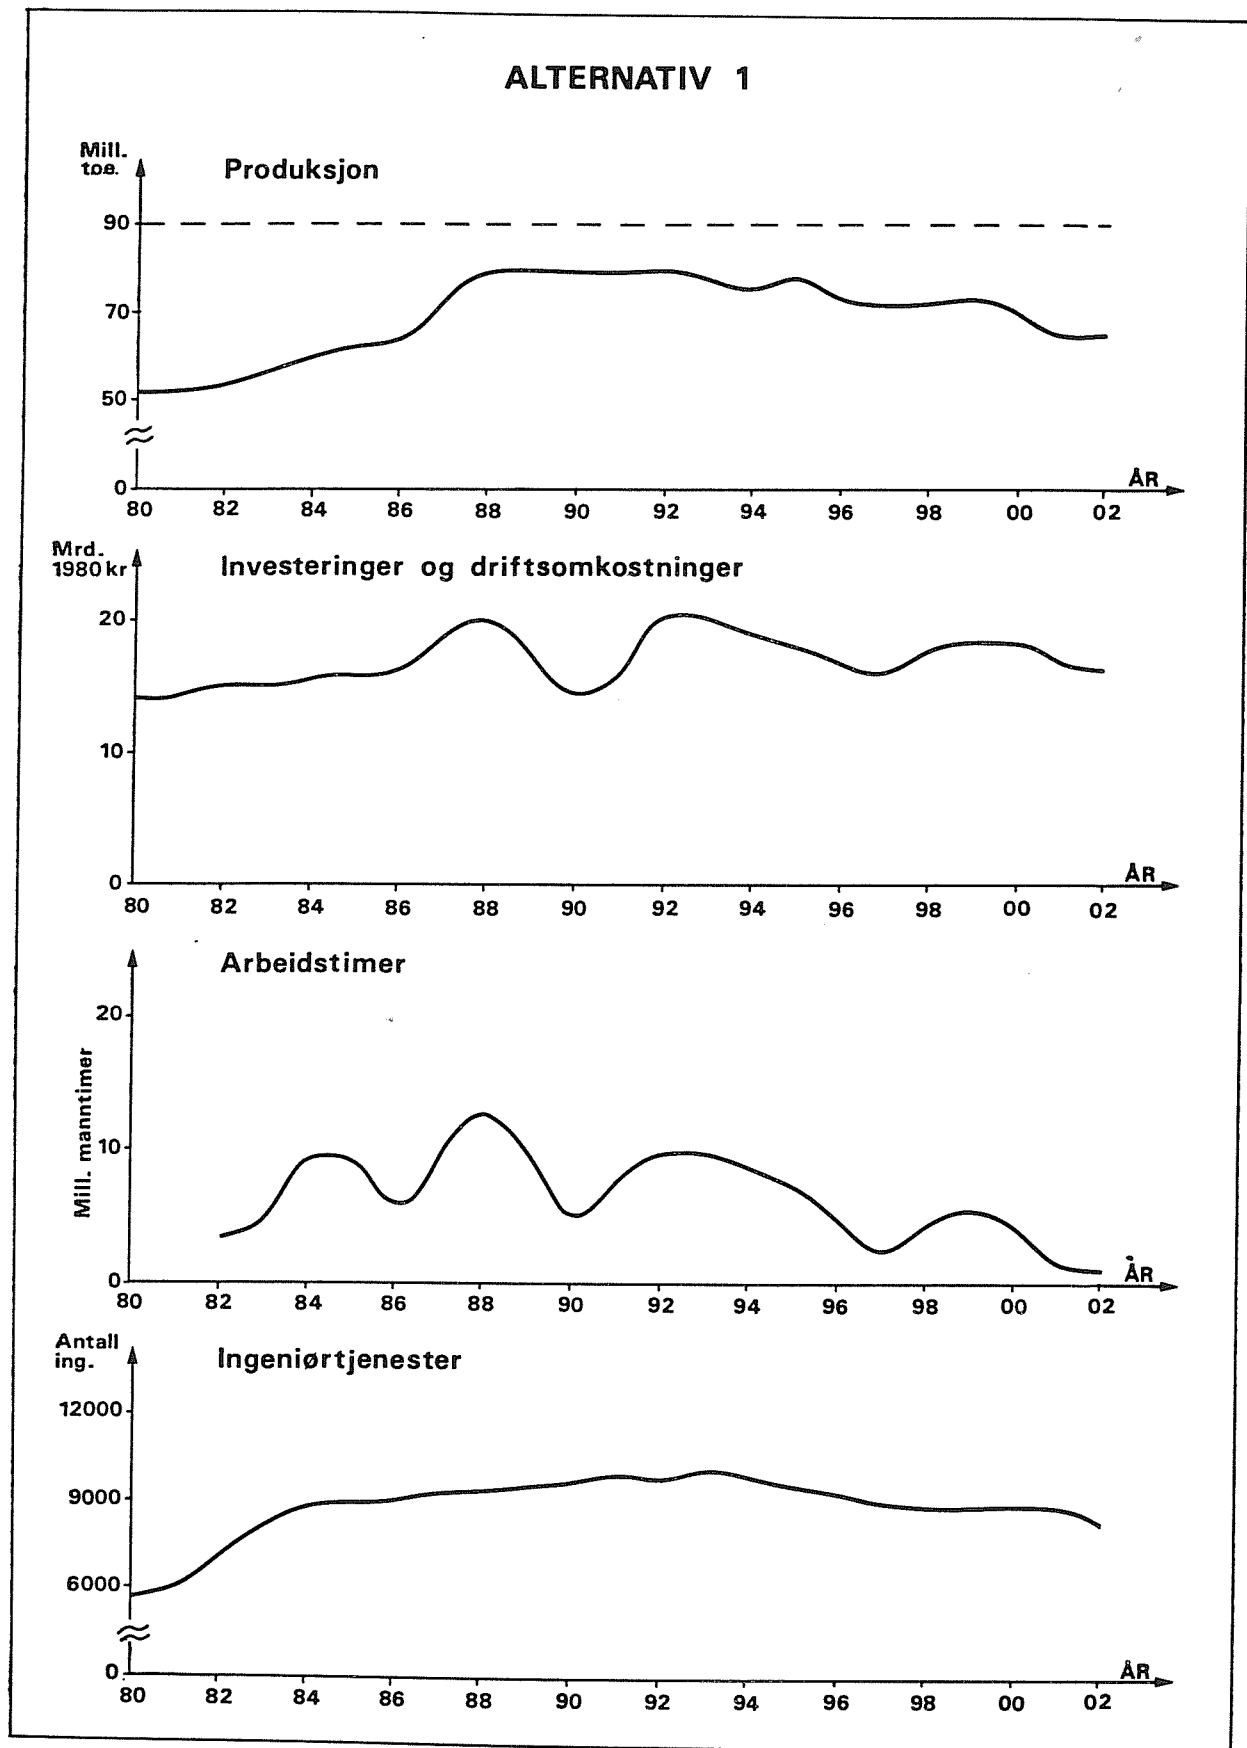 ALTERNATIV 1
Mill.
toe.
Produksjon
90
70
50
0
ÅR
80 82 84 86 88 90 92 94 96 98 00 02
Mrd.
1980 kr
Investeringer og driftsomkostninger
20
10
0
ÅR
80 82 84 86 88 90 92 94 96 98 00 02
Arbeidstimer
Mill. manntimer
20
10
0
ÅR
80 82 84 86 88 90 92 94 96 98 00 02
Antall
ing.
Ingeniørtjenester
12000
9000
6000
0
ÅR
80 82 84 86 88 90 92 94 96 98 00 02